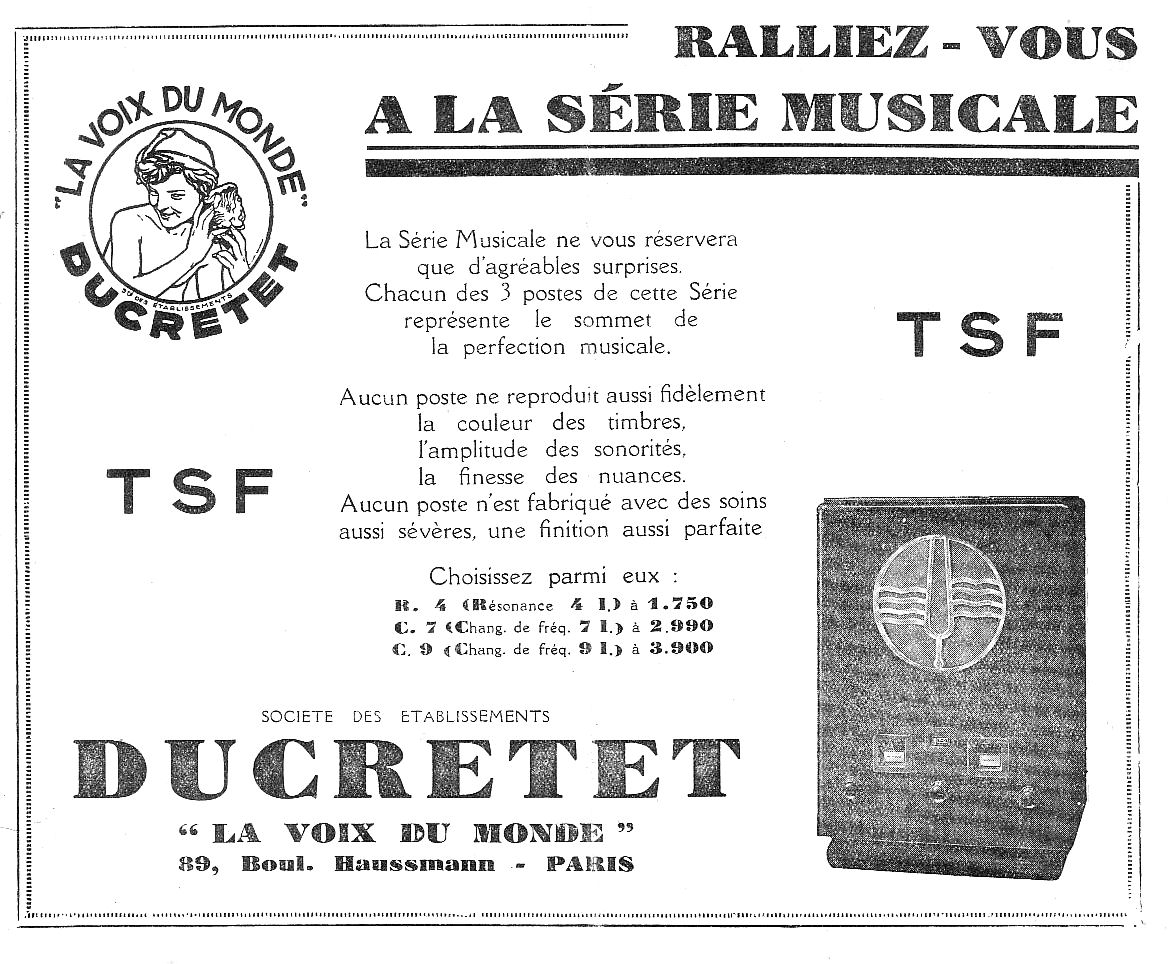 RALLIEZ - VOUS
A LA SÉRIE MUSICALE
"LA VOIX DU MONDE"
Sté DES ETABLISSEMENTS
DUCRETET
La Série Musicale ne vous réservera
que d'agréables surprises.
Chacun des 3 postes de cette Série
représente le sommet de
la perfection musicale.
TSF
Aucun poste ne reproduit aussi fidèlement
la couleur des timbres,
l'amplitude des sonorités,
la finesse des nuances.
Aucun poste n'est fabriqué avec des soins
aussi sévères, une finition aussi parfaite
TSF
Choisissez parmi eux :
R. 4 (Résonance 4 l.) à 1.750
C. 7 (Chang. de fréq. 7 l.) à 2.990
C. 9 (Chang. de fréq. 9 l.) à 3.900
SOCIETE DES ETABLISSEMENTS
DUCRETET
" LA VOIX DU MONDE "
89, Boul. Haussmann - PARIS